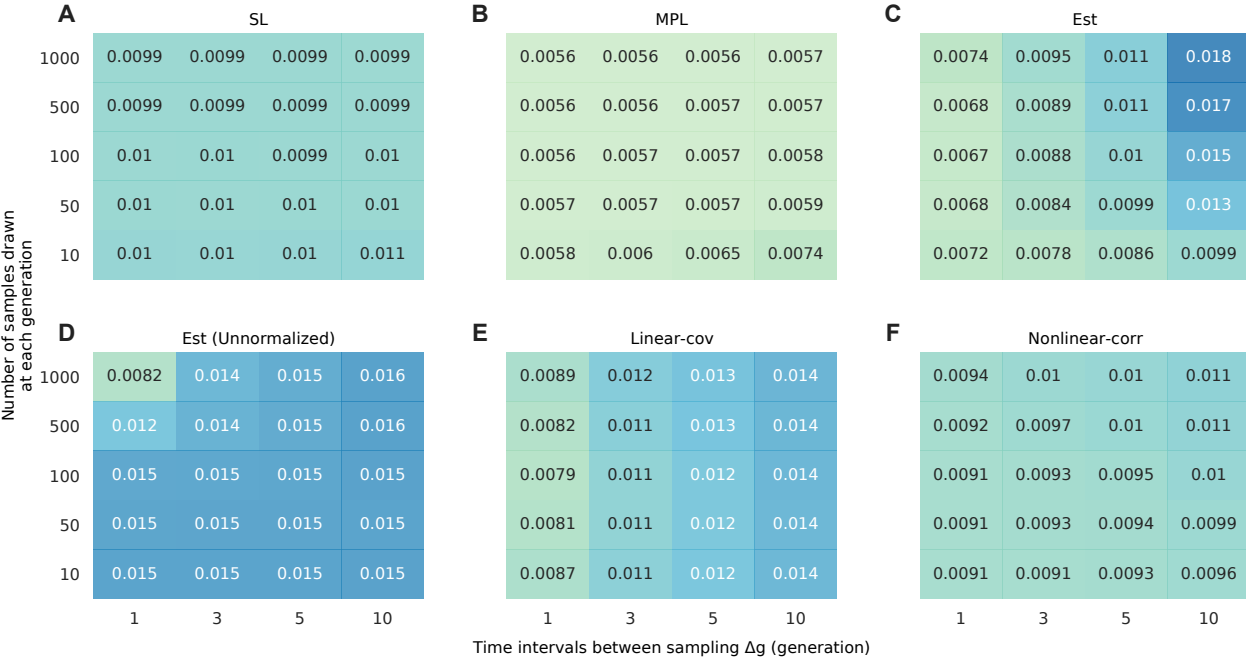 A SL
1000 0.0099 0.0099 0.0099 0.0099
500 0.0099 0.0099 0.0099 0.0099
100 0.01 0.01 0.0099 0.01
50 0.01 0.01 0.01 0.01
10 0.01 0.01 0.01 0.011
B MPL
0.0056 0.0056 0.0056 0.0057
0.0056 0.0056 0.0057 0.0057
0.0056 0.0057 0.0057 0.0058
0.0057 0.0057 0.0057 0.0059
0.0058 0.006 0.0065 0.0074
C Est
0.0074 0.0095 0.011 0.018
0.0068 0.0089 0.011 0.017
0.0067 0.0088 0.01 0.015
0.0068 0.0084 0.0099 0.013
0.0072 0.0078 0.0086 0.0099
Number of samples drawn
at each generation
D Est (Unnormalized)
1000 0.0082 0.014 0.015 0.016
500 0.012 0.014 0.015 0.016
100 0.015 0.015 0.015 0.015
50 0.015 0.015 0.015 0.015
10 0.015 0.015 0.015 0.015
1 3 5 10
E Linear-cov
0.0089 0.012 0.013 0.014
0.0082 0.011 0.013 0.014
0.0079 0.011 0.012 0.014
0.0081 0.011 0.012 0.014
0.0087 0.011 0.012 0.014
1 3 5 10
F Nonlinear-corr
0.0094 0.01 0.01 0.011
0.0092 0.0097 0.01 0.011
0.0091 0.0093 0.0095 0.01
0.0091 0.0093 0.0094 0.0099
0.0091 0.0091 0.0093 0.0096
1 3 5 10
Time intervals between sampling Δg (generation)